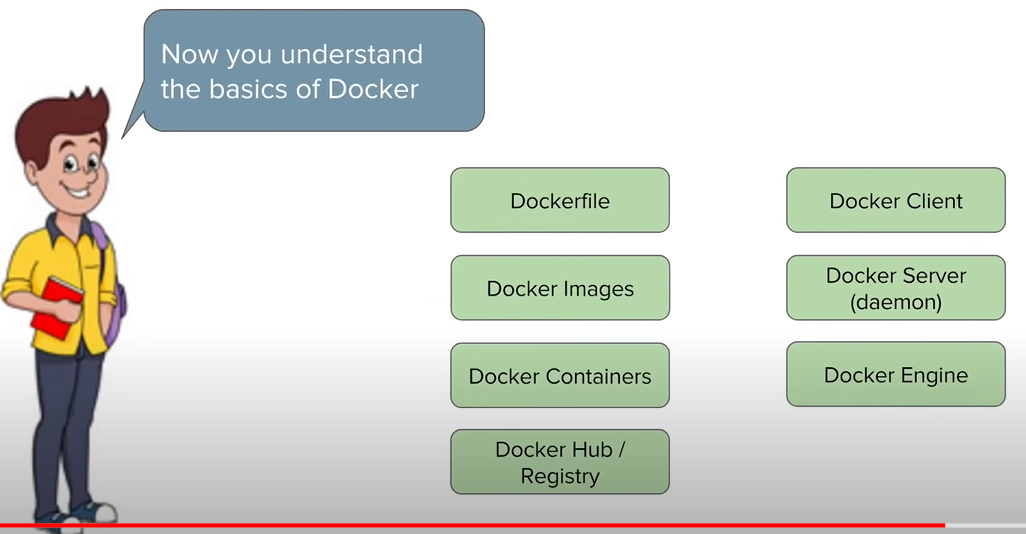 Now you understand
the basics of Docker
Dockerfile
Docker Images
Docker Containers
Docker Hub /
Registry
Docker Client
Docker Server
(daemon)
Docker Engine